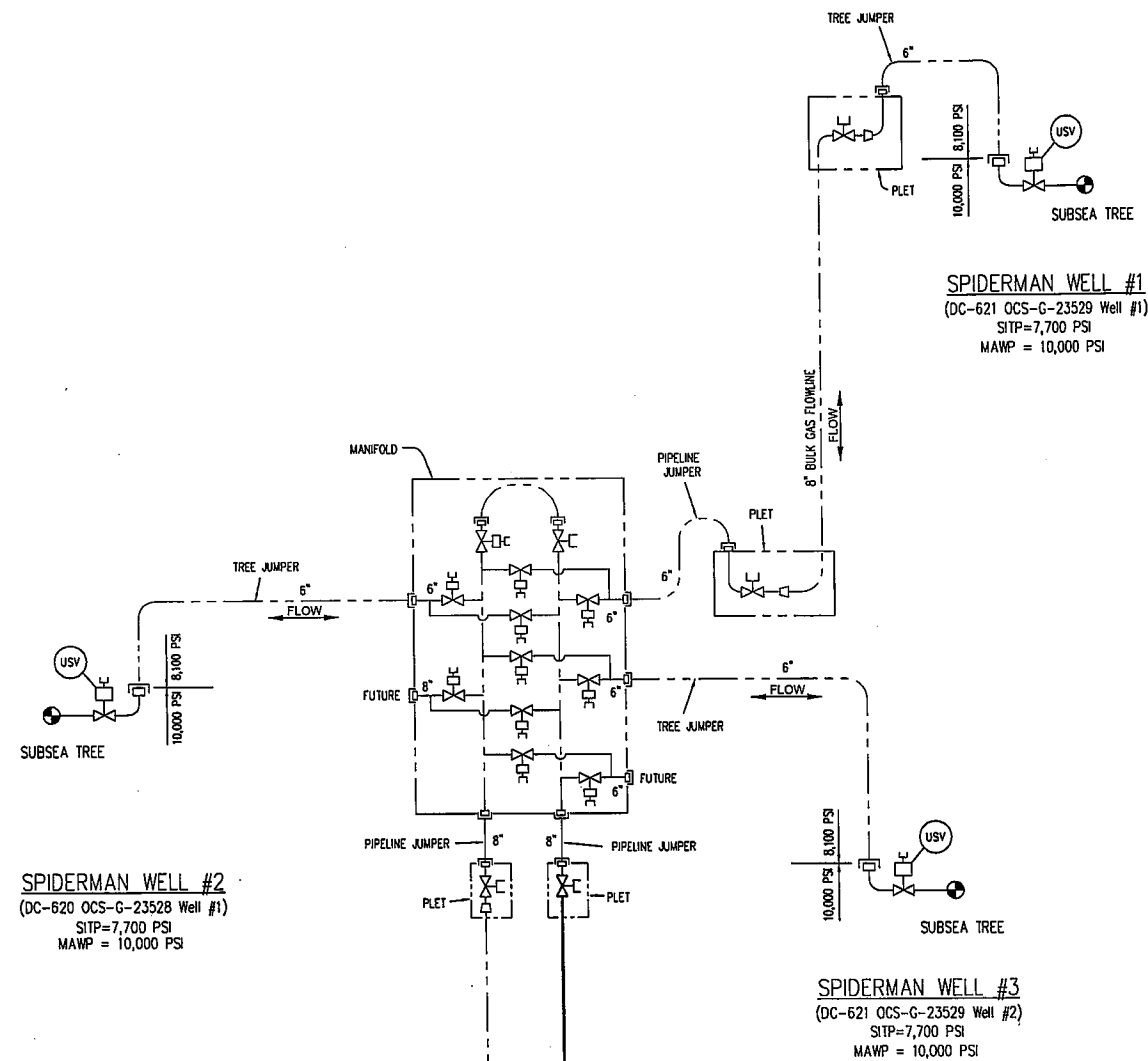 TREE JUMPER
6"
10,000 PSI 8,100 PSI
USV
PLET
SUBSEA TREE
SPIDERMAN WELL #1
(DC-621 OCS-G-23529 Well #1)
SITP=7,700 PSI
MAWP = 10,000 PSI
8" BULK GAS FLOWLINE
FLOW
MANIFOLD
PIPELINE
JUMPER
PLET
6"
TREE JUMPER
6"
FLOW
6"
6"
USV
10,000 PSI 8,100 PSI
SUBSEA TREE
FUTURE
8"
6"
6"
FLOW
TREE JUMPER
6"
FUTURE
PIPELINE JUMPER
8"
8"
PIPELINE JUMPER
PLET
PLET
10,000 PSI 8,100 PSI
USV
SUBSEA TREE
SPIDERMAN WELL #2
(DC-620 OCS-G-23528 Well #1)
SITP=7,700 PSI
MAWP = 10,000 PSI
SPIDERMAN WELL #3
(DC-621 OCS-G-23529 Well #2)
SITP=7,700 PSI
MAWP = 10,000 PSI